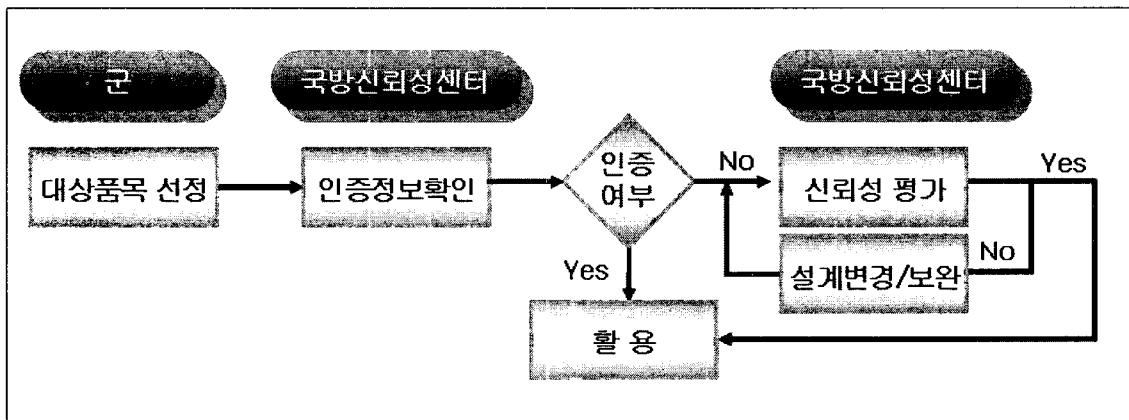 군
국방신뢰성센터
국방신뢰성센터
대상품목 선정
인증정보확인
인증
여부
No
신뢰성 평가
Yes
설계변경/보완
No
Yes
활 용